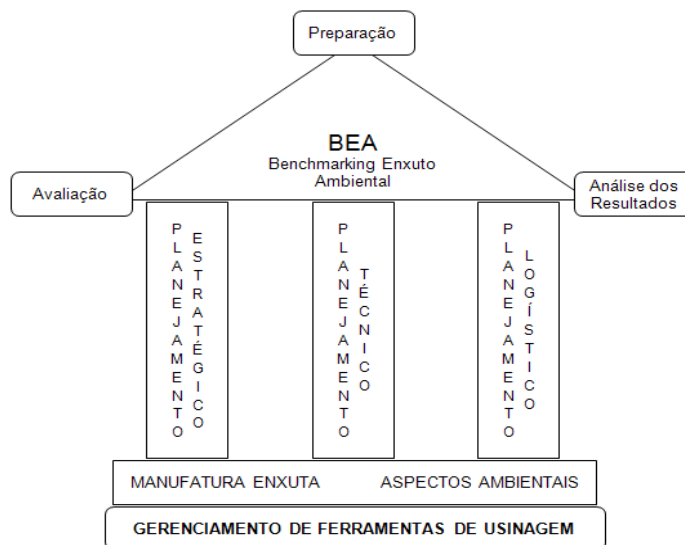 Preparação
BEA
Benchmarking Enxuto
Ambiental
Avaliação
Análise dos
Resultados
PLANEJAMENTO
ESTRATÉGICO
PLANEJAMENTO
TÉCNICO
PLANEJAMENTO
LOGÍSTICO
MANUFATURA ENXUTA
ASPECTOS AMBIENTAIS
GERENCIAMENTO DE FERRAMENTAS DE USINAGEM